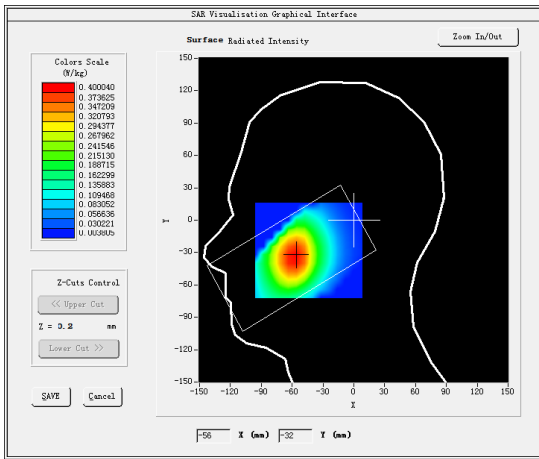 SAR Visualisation Graphical Interface
Surface Radiated Intensity
Zoom In/Out
Colors Scale
(W/kg)
0.400040
0.373625
0.347209
0.320793
0.294377
0.267962
0.241546
0.215130
0.188715
0.162299
0.135883
0.109468
0.083052
0.056636
0.030221
0.003805
Z-Cuts Control
<< Upper Cut
Z = 0.2 mm
Lower Cut >>
SAVE Cancel
150
120
90
60
30
0
-30
-60
-90
-120
-150
Y
-150 -120 -90 -60 -30 0 30 60 90 120 150
X
-56 X (mm) -32 Y (mm)